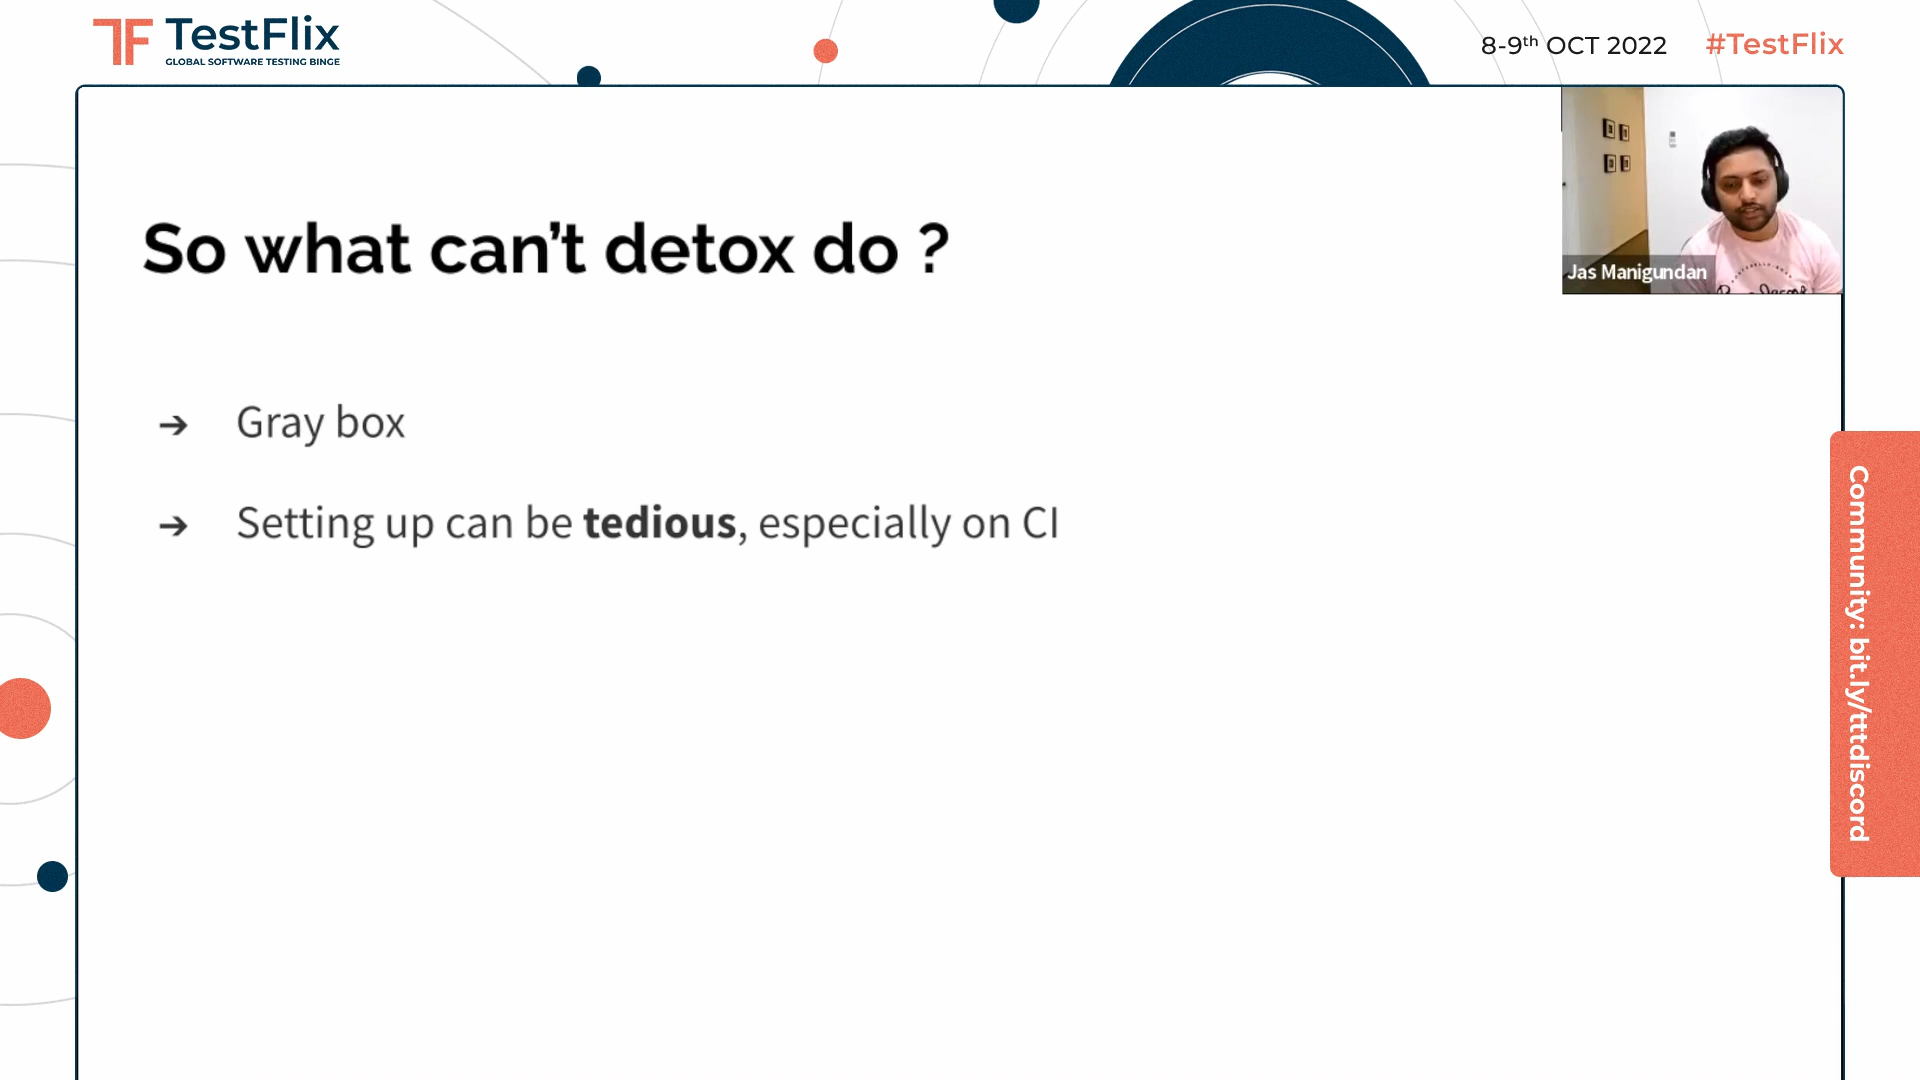 TF TestFlix
GLOBAL SOFTWARE TESTING BINGE
8-9th OCT 2022 #TestFlix
Jas Manigundan
So what can’t detox do ?
➔ Gray box
➔ Setting up can be tedious, especially on CI
Community: bit.ly/tttdiscord